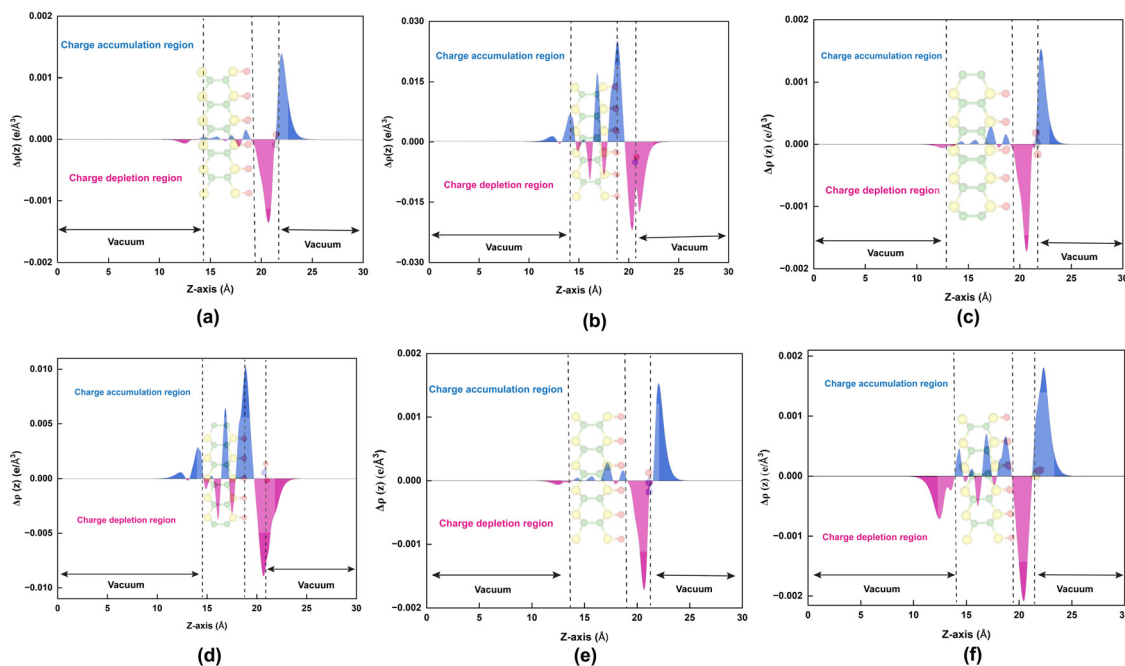 0.002
Charge accumulation region
0.001
0.000
Charge depletion region
−0.001
Vacuum
Vacuum
−0.002
0 5 10 15 20 25 30
Δρ(z) (e/Å³)
Z-axis (Å)
(a)
0.030
Charge accumulation region
0.015
0.000
Charge depletion region
−0.015
Vacuum
Vacuum
−0.030
0 5 10 15 20 25 30
Δρ(z) (e/Å³)
Z-axis (Å)
(b)
0.002
Charge accumulation region
0.001
0.000
Charge depletion region
−0.001
Vacuum
Vacuum
−0.002
0 5 10 15 20 25 30
Δρ (z) (e/Å³)
Z-axis (Å)
(c)
0.010
Charge accumulation region
0.005
0.000
Charge depletion region
−0.005
Vacuum
Vacuum
−0.010
0 5 10 15 20 25 30
Δρ (z) (e/Å³)
Z-axis (Å)
(d)
0.002
Charge accumulation region
0.001
0.000
Charge depletion region
−0.001
Vacuum
Vacuum
−0.002
0 5 10 15 20 25 30
Δρ (z) (e/Å³)
Z-axis (Å)
(e)
0.002
Charge accumulation region
0.001
0.000
Charge depletion region
−0.001
Vacuum
Vacuum
−0.002
0 5 10 15 20 25 30
Δρ (z) (e/Å³)
Z-axis (Å)
(f)